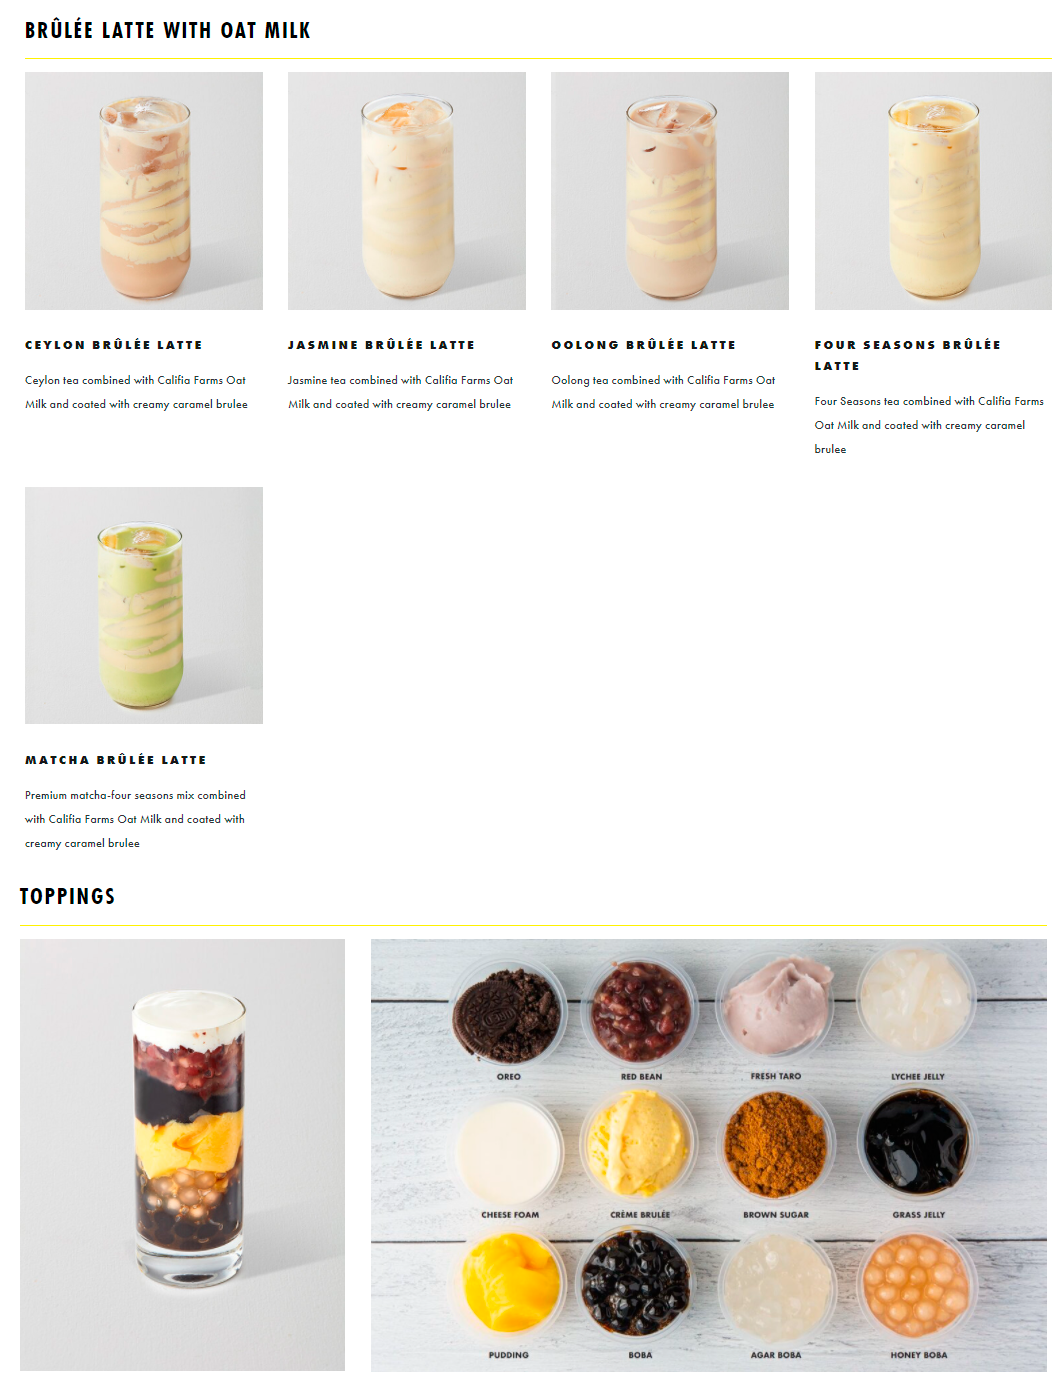 BRÛLÉE LATTE WITH OAT MILK
CEYLON BRÛLÉE LATTE
Ceylon tea combined with Califia Farms Oat
Milk and coated with creamy caramel brulee
JASMINE BRÛLÉE LATTE
Jasmine tea combined with Califia Farms Oat
Milk and coated with creamy caramel brulee
OOLONG BRÛLÉE LATTE
Oolong tea combined with Califia Farms Oat
Milk and coated with creamy caramel brulee
FOUR SEASONS BRÛLÉE
LATTE
Four Seasons tea combined with Califia Farms
Oat Milk and coated with creamy caramel
brulee
MATCHA BRÛLÉE LATTE
Premium matcha-four seasons mix combined
with Califia Farms Oat Milk and coated with
creamy caramel brulee
TOPPINGS
OREO
RED BEAN
FRESH TARO
LYCHEE JELLY
CHEESE FOAM
CRÈME BRULÉE
BROWN SUGAR
GRASS JELLY
PUDDING
BOBA
AGAR BOBA
HONEY BOBA